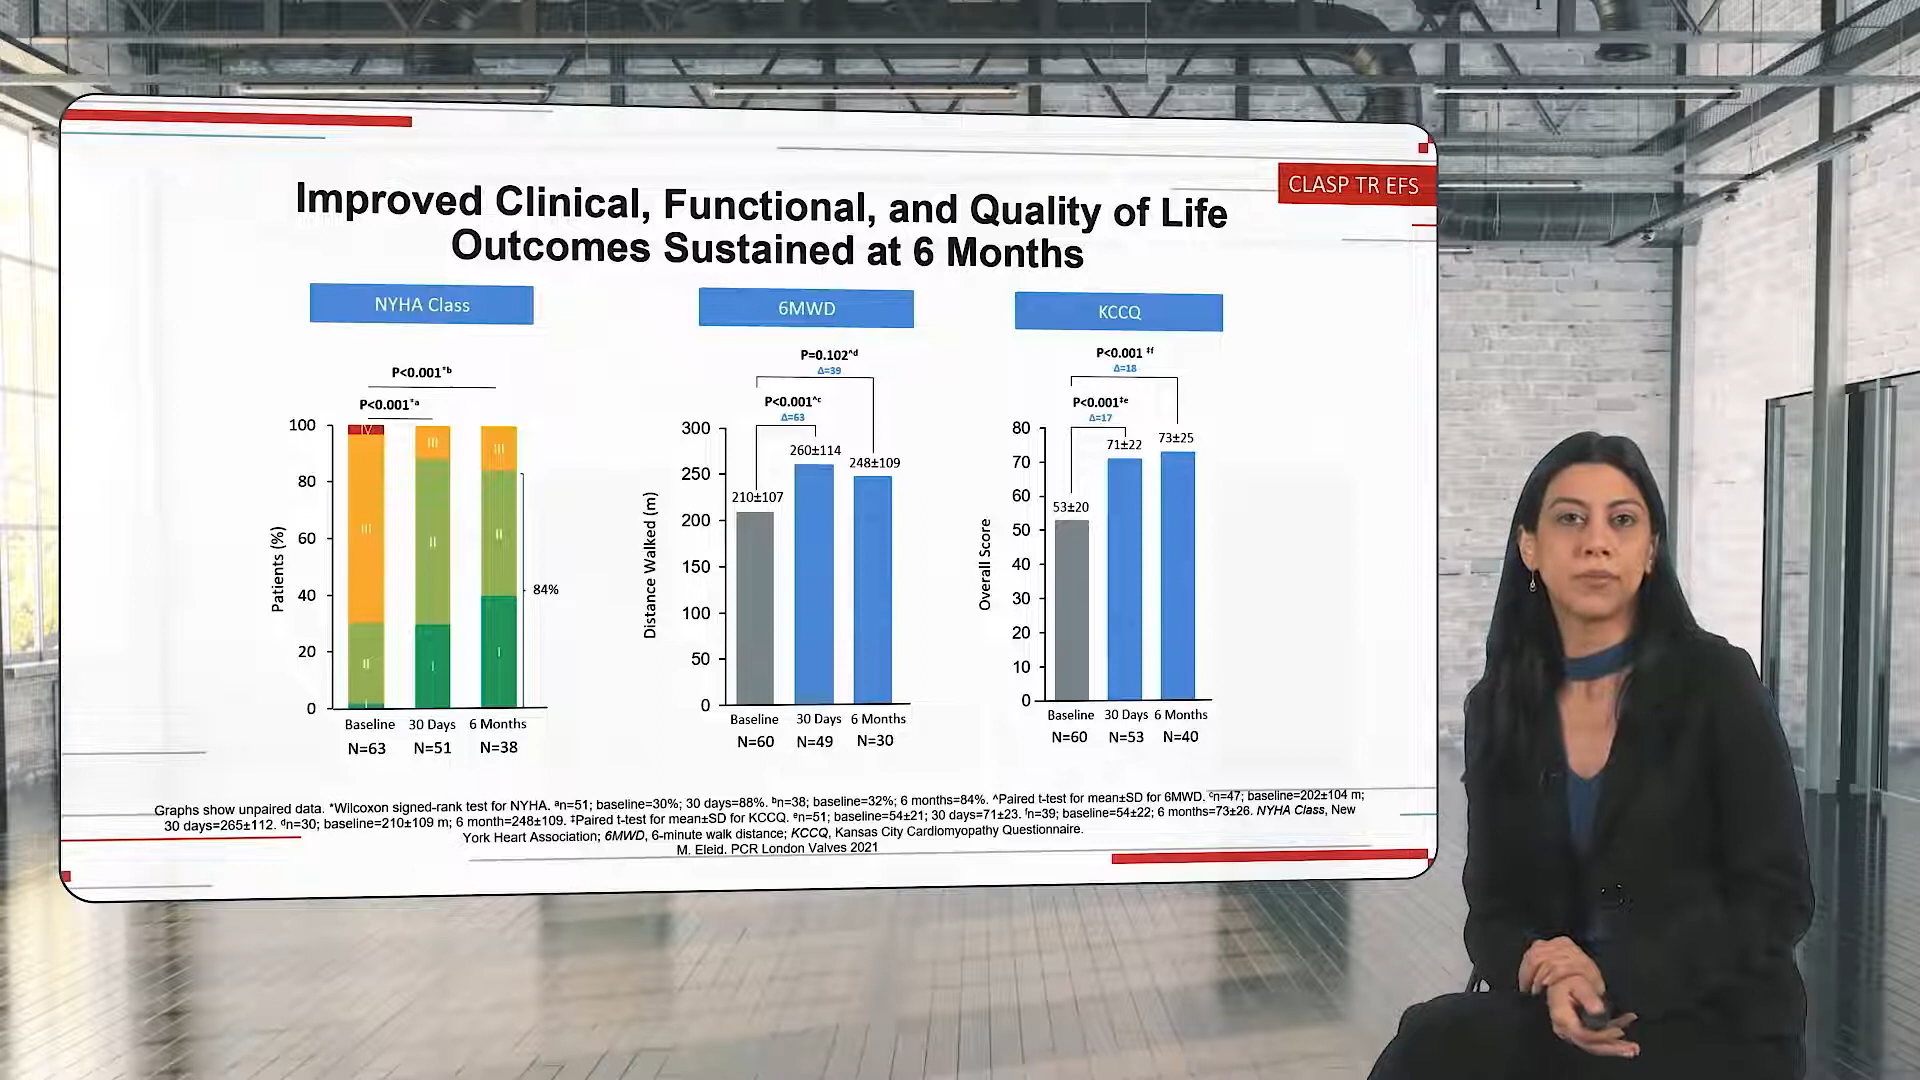 CLASP TR EFS
Improved Clinical, Functional, and Quality of Life
Outcomes Sustained at 6 Months
NYHA Class
P<0.001*b
P<0.001*a
100
80
60
40
20
0
Patients (%)
IV
III
II
I
III
II
I
III
II
I
84%
Baseline 30 Days 6 Months
N=63 N=51 N=38
6MWD
P=0.102^d
Δ=39
P<0.001^c
Δ=63
300
250
200
150
100
50
0
Distance Walked (m)
210±107
260±114
248±109
Baseline 30 Days 6 Months
N=60 N=49 N=30
KCCQ
P<0.001 ‡f
Δ=18
P<0.001‡e
Δ=17
80
70
60
50
40
30
20
10
0
Overall Score
53±20
71±22
73±25
Baseline 30 Days 6 Months
N=60 N=53 N=40
Graphs show unpaired data. *Wilcoxon signed-rank test for NYHA. ᵃn=51; baseline=30%; 30 days=88%. ᵇn=38; baseline=32%; 6 months=84%. ^Paired t-test for mean±SD for 6MWD. ᶜn=47; baseline=202±104 m;
30 days=265±112. ᵈn=30; baseline=210±109 m; 6 month=248±109. ‡Paired t-test for mean±SD for KCCQ. ᵉn=51; baseline=54±21; 30 days=71±23. ᶠn=39; baseline=54±22; 6 months=73±26. NYHA Class, New
York Heart Association; 6MWD, 6-minute walk distance; KCCQ, Kansas City Cardiomyopathy Questionnaire.
M. Eleid. PCR London Valves 2021